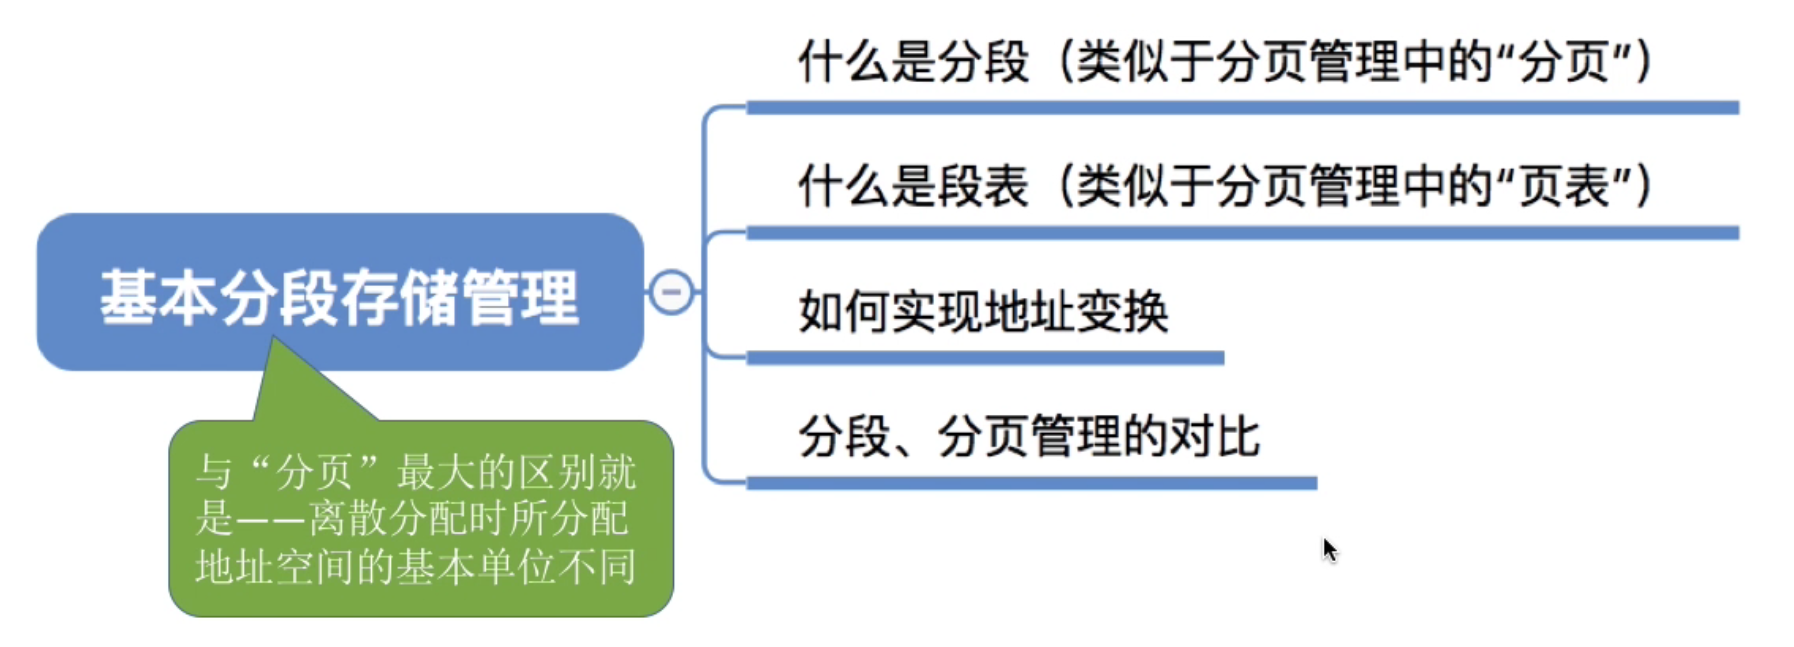 什么是分段（类似于分页管理中的“分页”）
什么是段表（类似于分页管理中的“页表”）
基本分段存储管理
如何实现地址变换
分段、分页管理的对比
与“分页”最大的区别就
是——离散分配时所分配
地址空间的基本单位不同